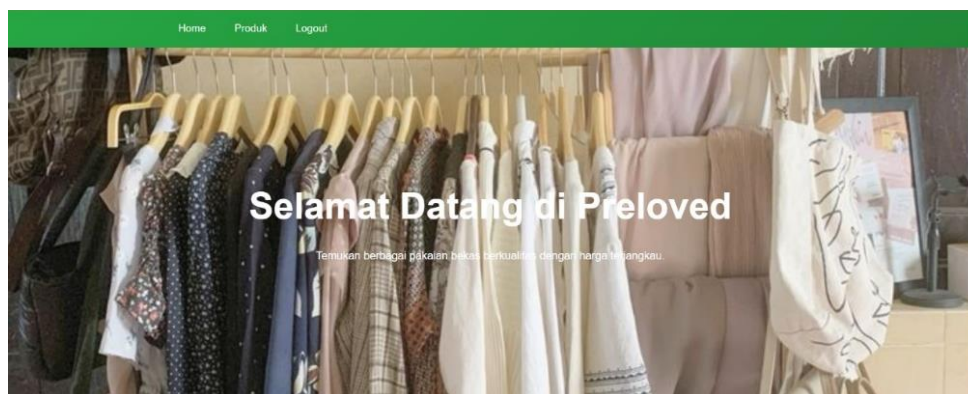 Home Produk Logout
Selamat Datang di Preloved
Temukan berbagai pakaian bekas berkualitas dengan harga terjangkau.